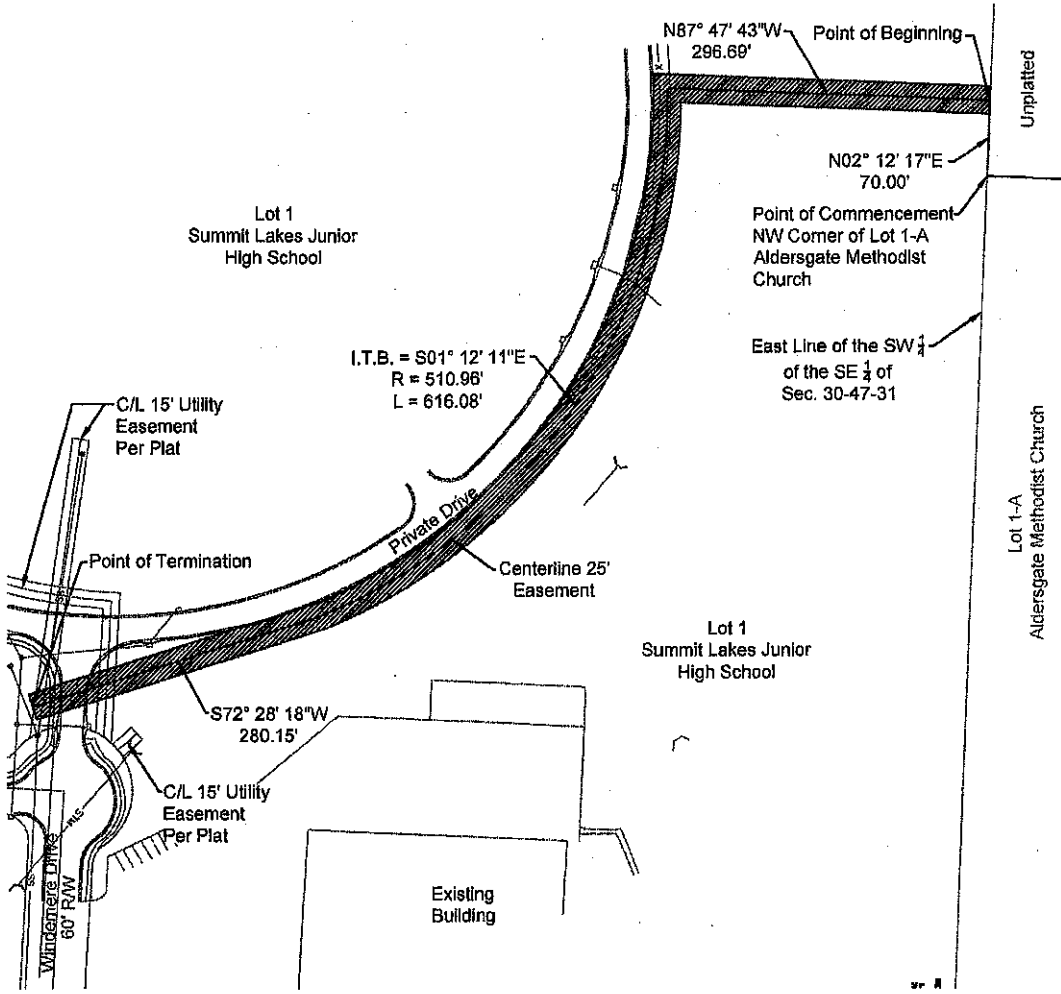 N87° 47' 43"W
296.69'
Point of Beginning
Unplatted
N02° 12' 17"E
70.00'
Point of Commencement
NW Corner of Lot 1-A
Aldersgate Methodist
Church
Lot 1
Summit Lakes Junior
High School
East Line of the SW 1/4
of the SE 1/4 of
Sec. 30-47-31
I.T.B. = S01° 12' 11"E
R = 510.96'
L = 616.08'
C/L 15' Utility
Easement
Per Plat
Lot 1-A
Aldersgate Methodist Church
Private Drive
Point of Termination
Centerline 25'
Easement
Lot 1
Summit Lakes Junior
High School
S72° 28' 18"W
280.15'
C/L 15' Utility
Easement
Per Plat
STM
SS
Windemere Drive
60' R/W
Existing
Building